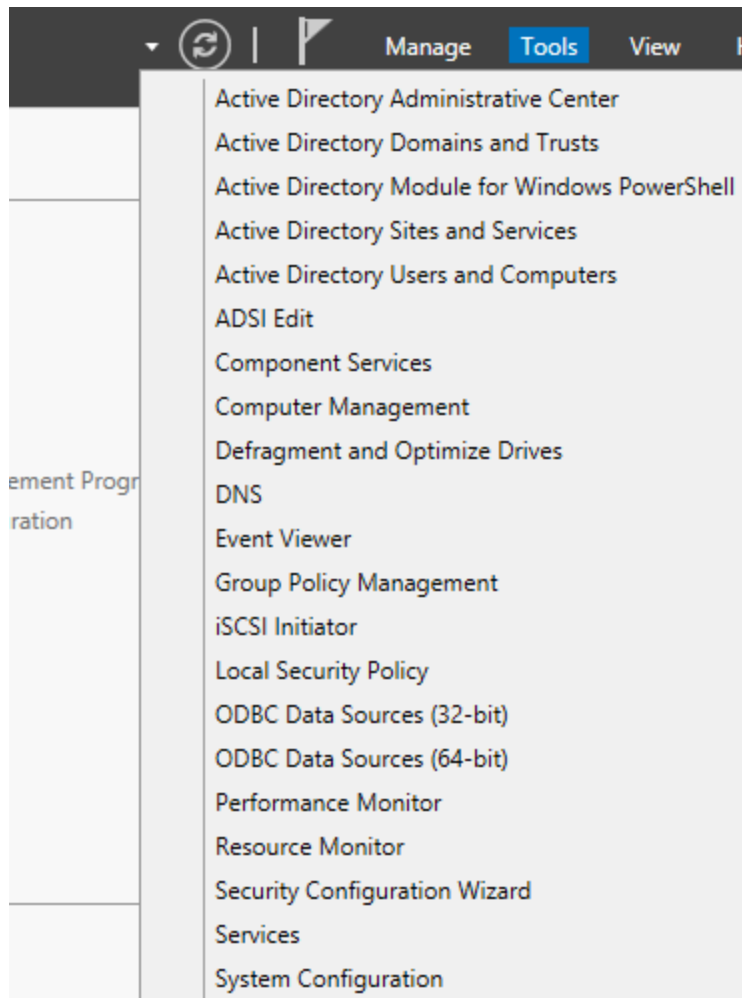 Manage Tools View
Active Directory Administrative Center
Active Directory Domains and Trusts
Active Directory Module for Windows PowerShell
Active Directory Sites and Services
Active Directory Users and Computers
ADSI Edit
Component Services
Computer Management
Defragment and Optimize Drives
ement Progr
DNS
ration
Event Viewer
Group Policy Management
iSCSI Initiator
Local Security Policy
ODBC Data Sources (32-bit)
ODBC Data Sources (64-bit)
Performance Monitor
Resource Monitor
Security Configuration Wizard
Services
System Configuration